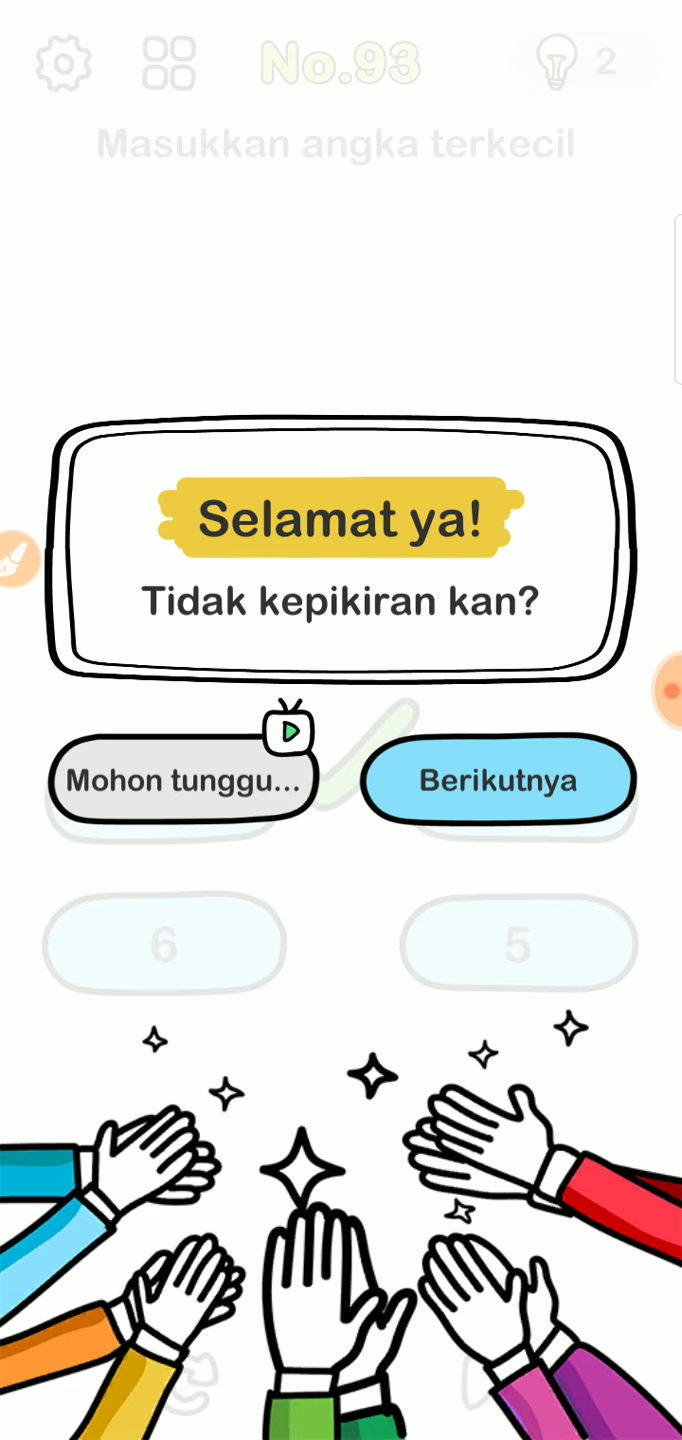 No.93
2
Masukkan angka terkecil
Selamat ya!
Tidak kepikiran kan?
Mohon tunggu...
Berikutnya
6
5